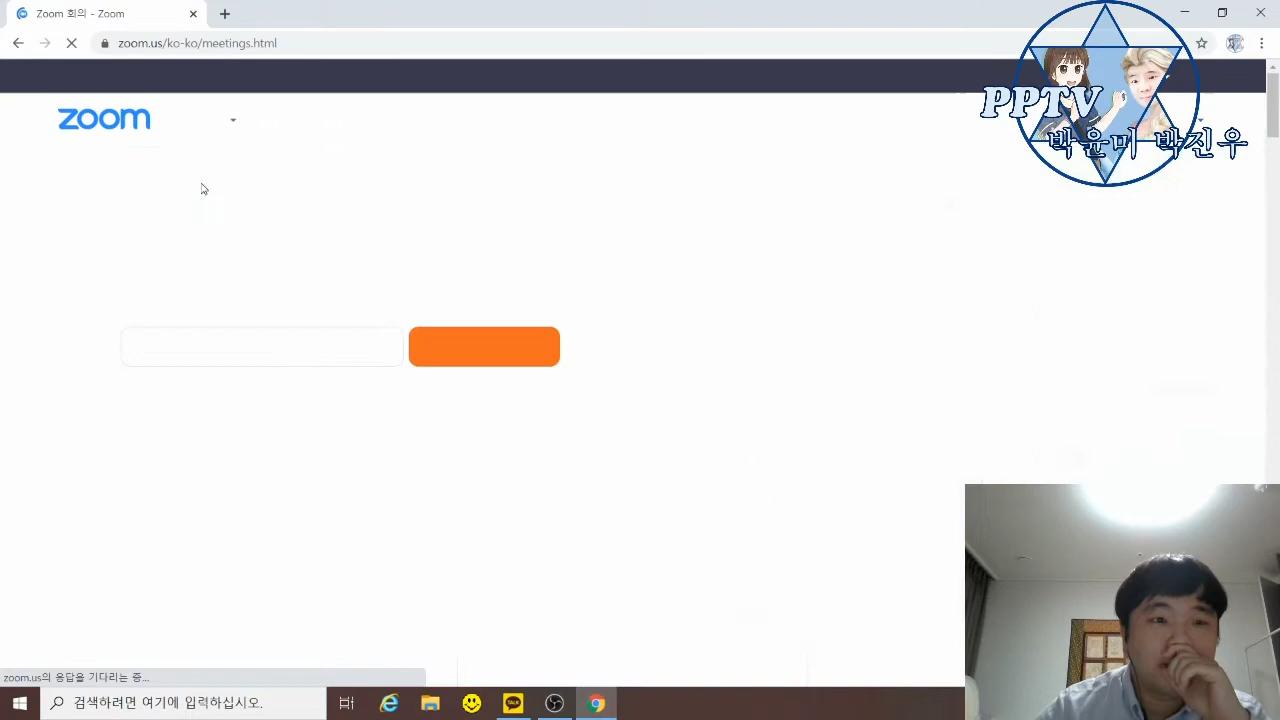 Zoom 회의 - Zoom
zoom.us/ko-ko/meetings.html
zoom
PPTV
박윤미 박진우
zoom.us의 응답을 기다리는 중...
검색하려면 여기에 입력하십시오.
TALK